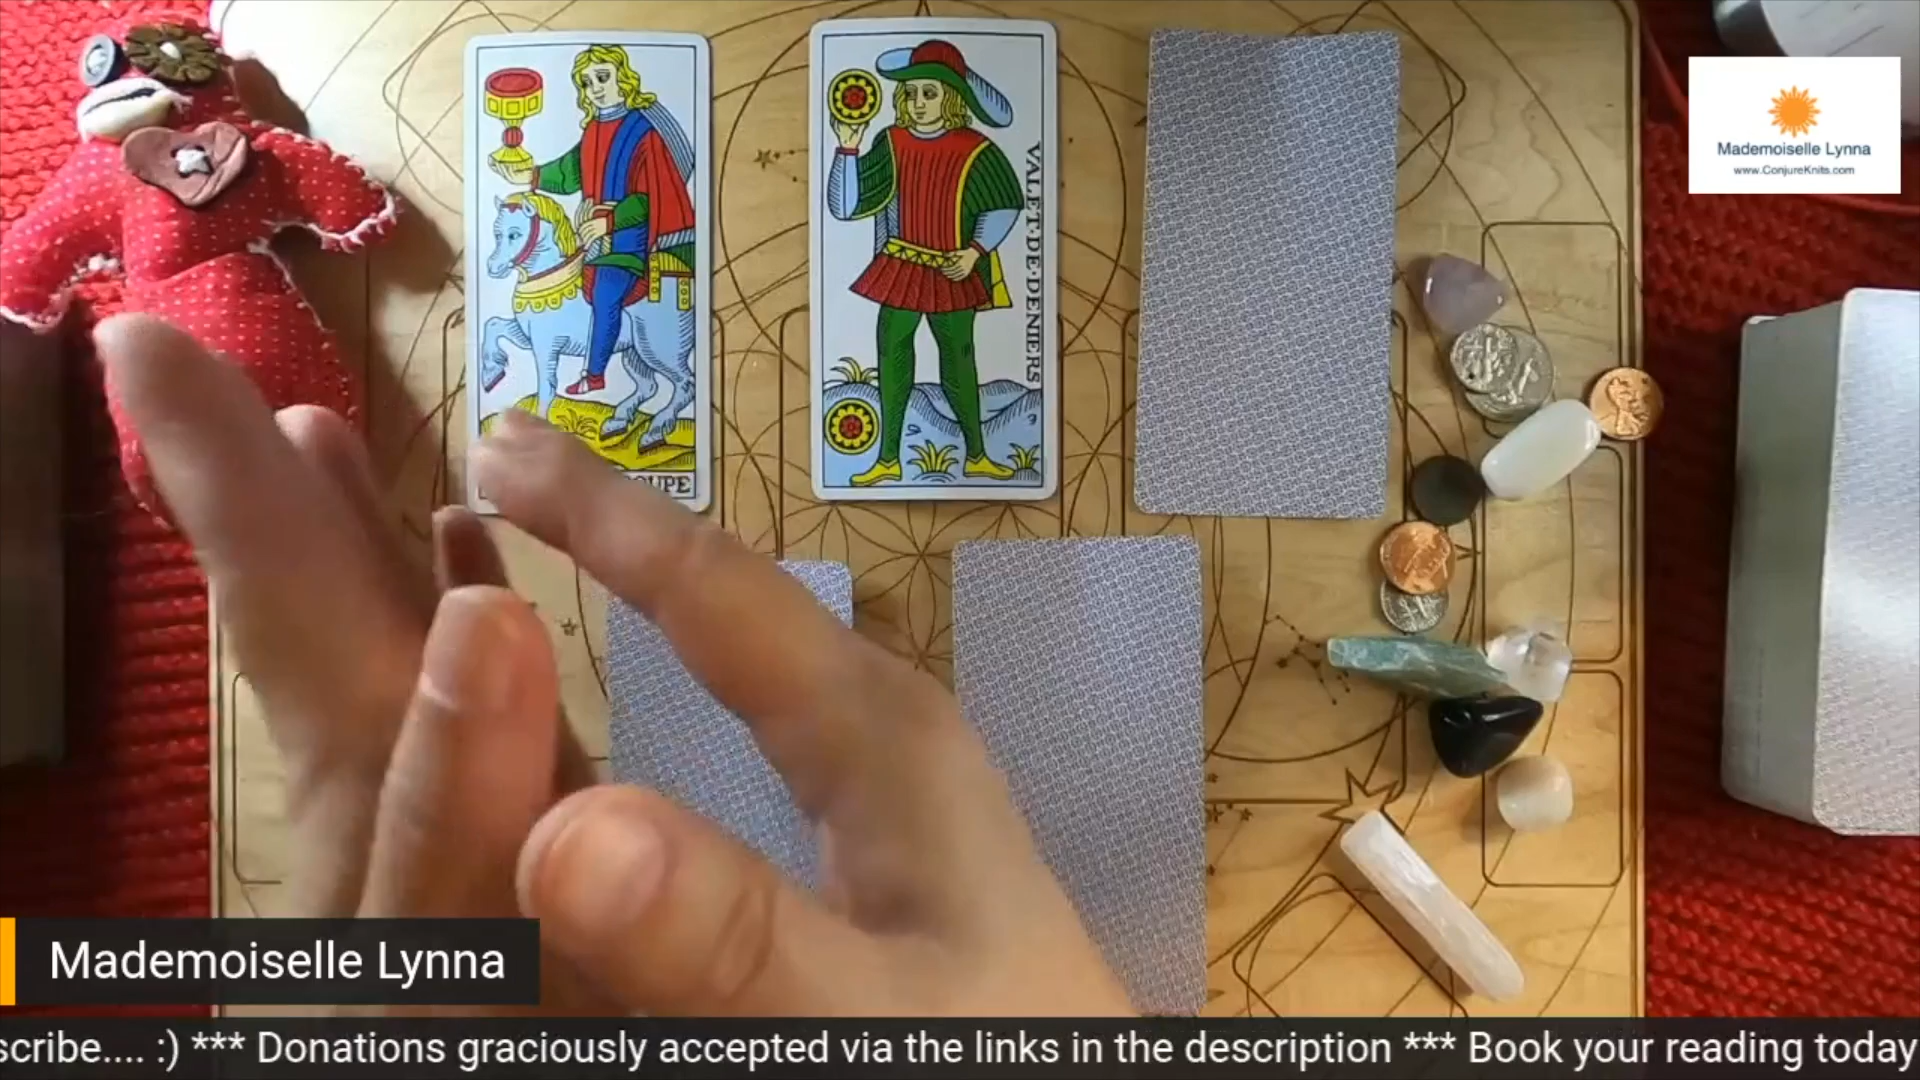 VALET·DE·DENIERS
COUPE
Mademoiselle Lynna
www.ConjureKnits.com
Mademoiselle Lynna
scribe.... :) *** Donations graciously accepted via the links in the description *** Book your reading today